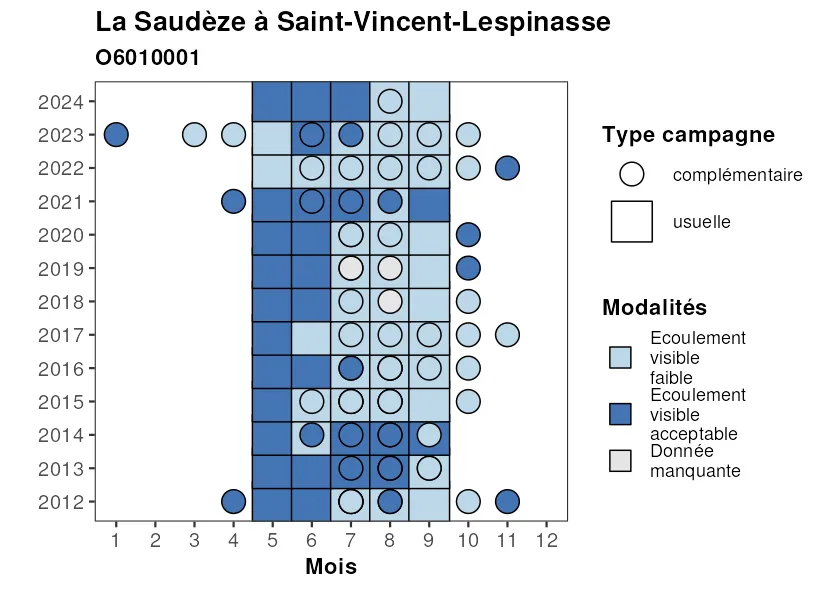 La Saudèze à Saint-Vincent-Lespinasse
O6010001
2024
2023
2022
2021
2020
2019
2018
2017
2016
2015
2014
2013
2012
1 2 3 4 5 6 7 8 9 10 11 12
Mois
Type campagne
complémentaire
usuelle
Modalités
Ecoulement
visible
faible
Ecoulement
visible
acceptable
Donnée
manquante